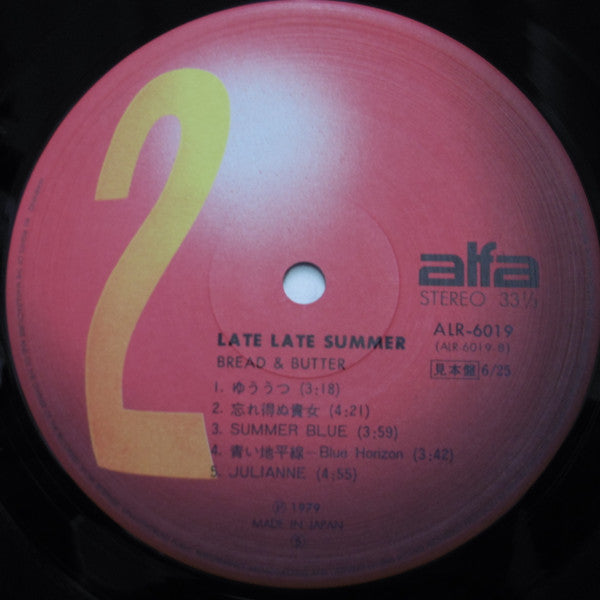 2
alfa
STEREO 33⅓
ALR-6019
(ALR-6019-B)
見本盤 6/25
LATE LATE SUMMER
BREAD & BUTTER
1. ゆううつ (3:18)
2. 忘れ得ぬ貴女 (4:21)
3. SUMMER BLUE (3:59)
4. 青い地平線—Blue Horizon (3:42)
5. JULIANNE (4:55)
Ⓟ 1979
MADE IN JAPAN
Ⓢ